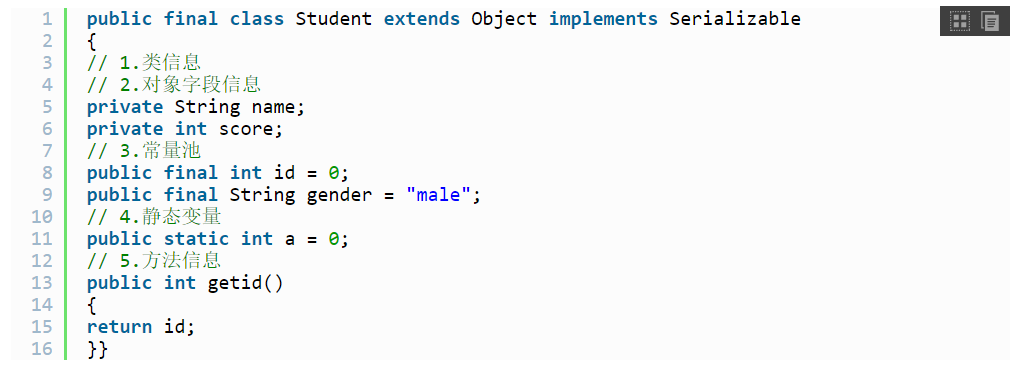 1 public final class Student extends Object implements Serializable
2 {
3 // 1.类信息
4 // 2.对象字段信息
5 private String name;
6 private int score;
7 // 3.常量池
8 public final int id = 0;
9 public final String gender = "male";
10 // 4.静态变量
11 public static int a = 0;
12 // 5.方法信息
13 public int getid()
14 {
15 return id;
16 }}